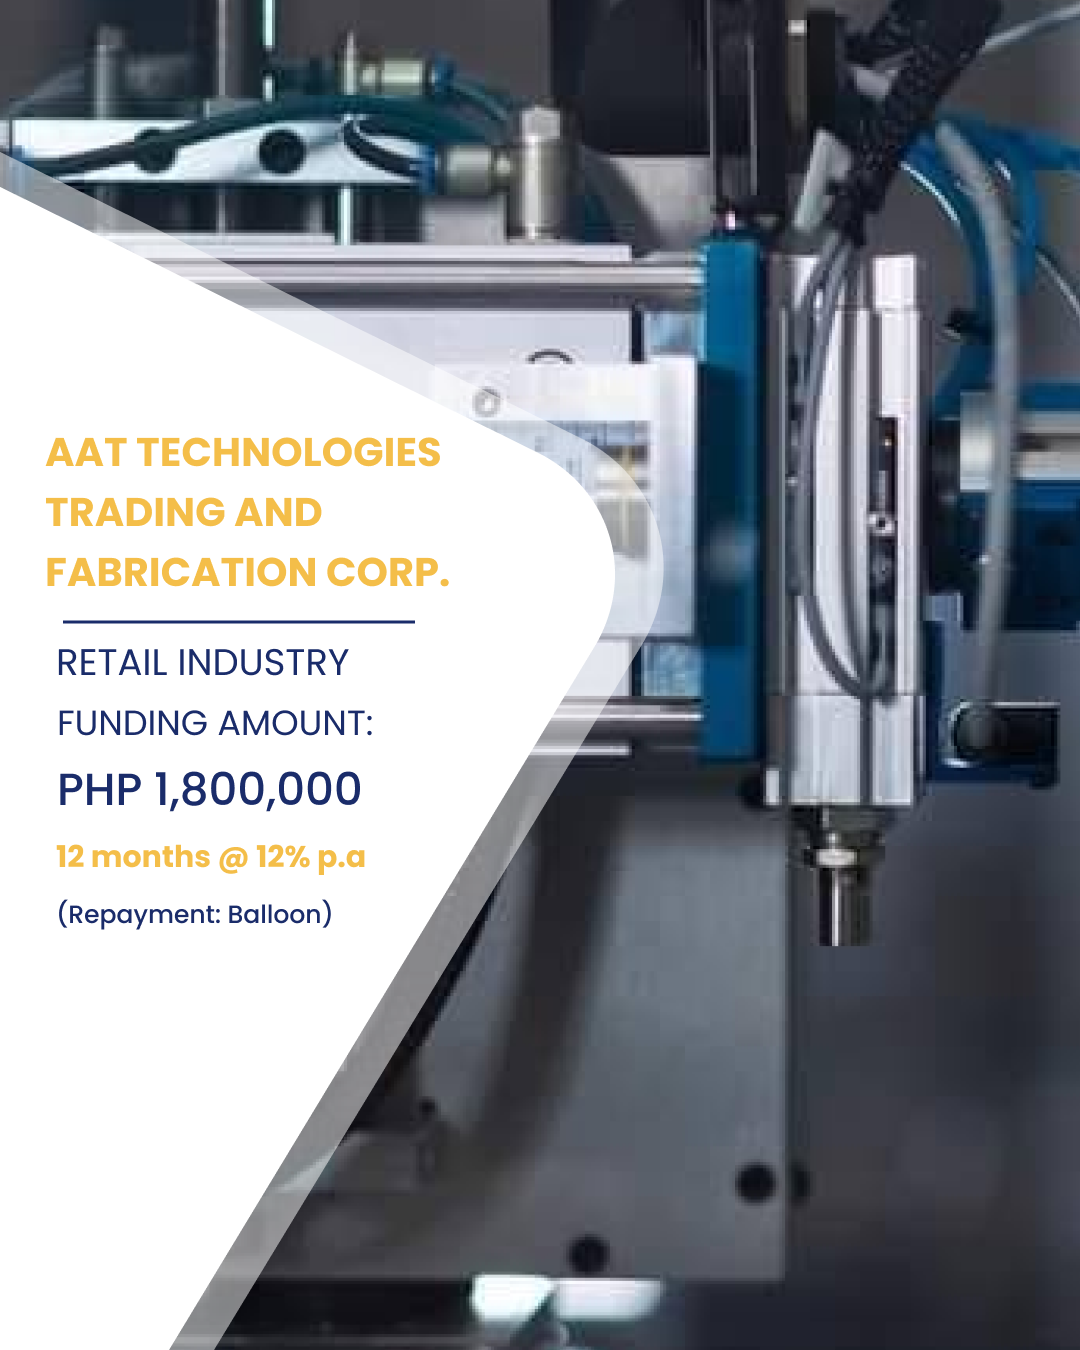 AAT TECHNOLOGIES
TRADING AND
FABRICATION CORP.
RETAIL INDUSTRY
FUNDING AMOUNT:
PHP 1,800,000
12 months @ 12% p.a
(Repayment: Balloon)